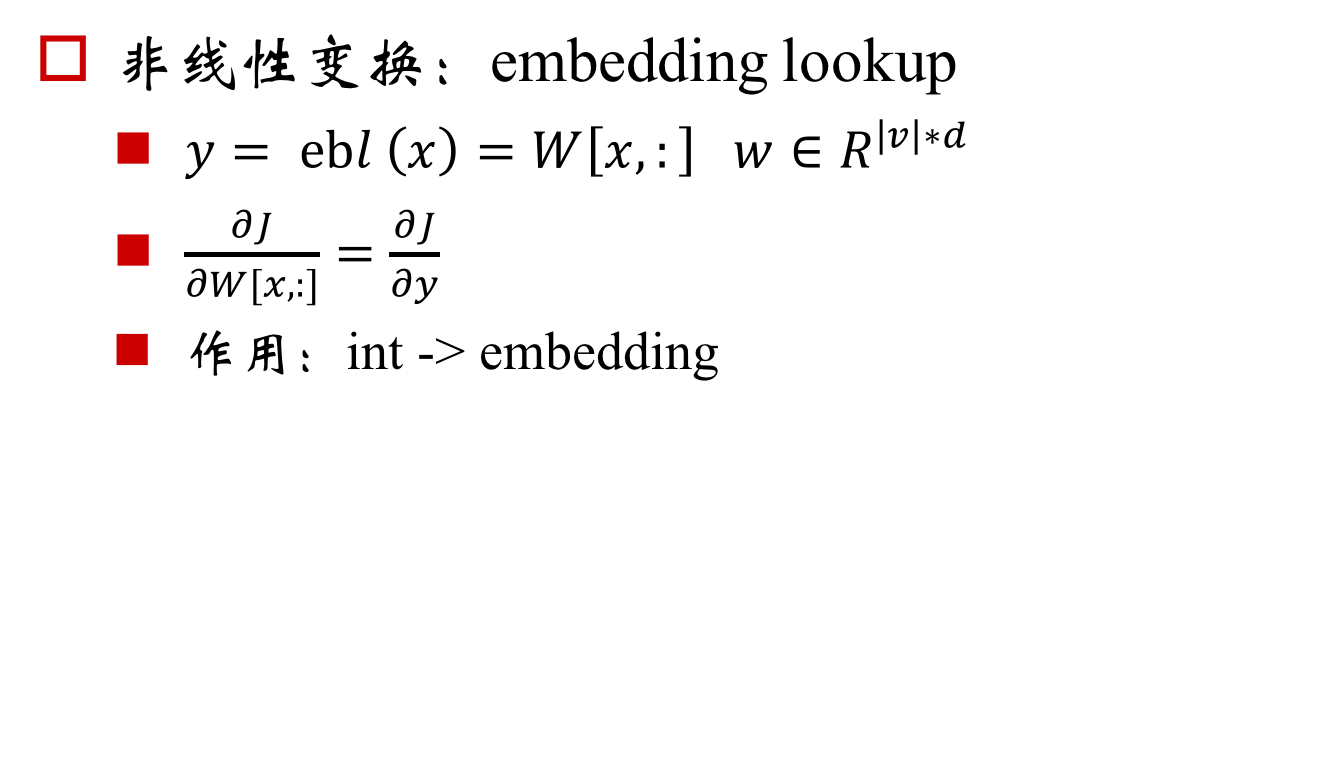 非线性变换：embedding lookup
y = ebl(x) = W[x,:] w ∈ R^{|v|*d}
∂J/∂W[x,:] = ∂J/∂y
作用：int -> embedding